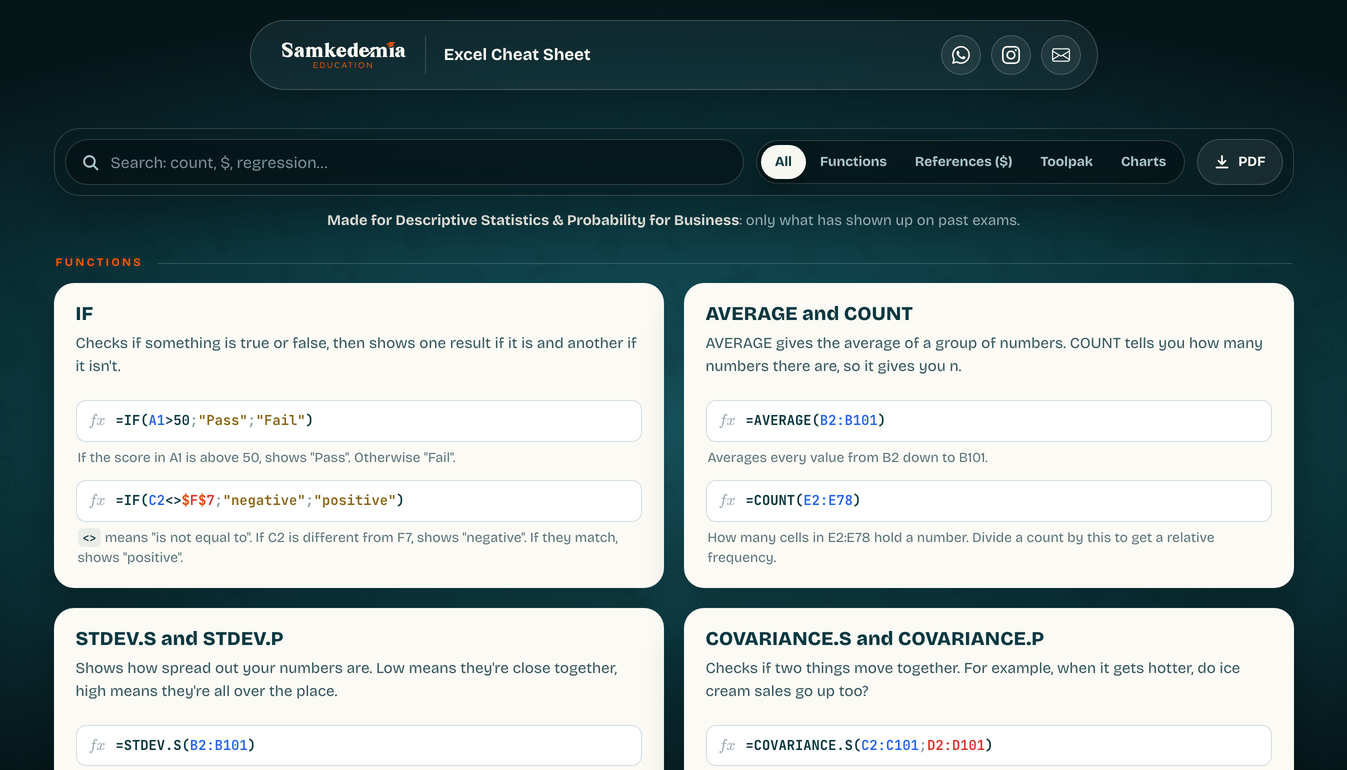 Samkedemia
EDUCATION
Excel Cheat Sheet
Search: count, $, regression...
All
Functions
References ($)
Toolpak
Charts
PDF
Made for Descriptive Statistics & Probability for Business: only what has shown up on past exams.
FUNCTIONS
IF
Checks if something is true or false, then shows one result if it is and another if
it isn't.
fx =IF(A1>50;"Pass";"Fail")
If the score in A1 is above 50, shows "Pass". Otherwise "Fail".
fx =IF(C2<>$F$7;"negative";"positive")
<> means "is not equal to". If C2 is different from F7, shows "negative". If they match,
shows "positive".
AVERAGE and COUNT
AVERAGE gives the average of a group of numbers. COUNT tells you how many
numbers there are, so it gives you n.
fx =AVERAGE(B2:B101)
Averages every value from B2 down to B101.
fx =COUNT(E2:E78)
How many cells in E2:E78 hold a number. Divide a count by this to get a relative
frequency.
STDEV.S and STDEV.P
Shows how spread out your numbers are. Low means they're close together,
high means they're all over the place.
fx =STDEV.S(B2:B101)
COVARIANCE.S and COVARIANCE.P
Checks if two things move together. For example, when it gets hotter, do ice
cream sales go up too?
fx =COVARIANCE.S(C2:C101;D2:D101)